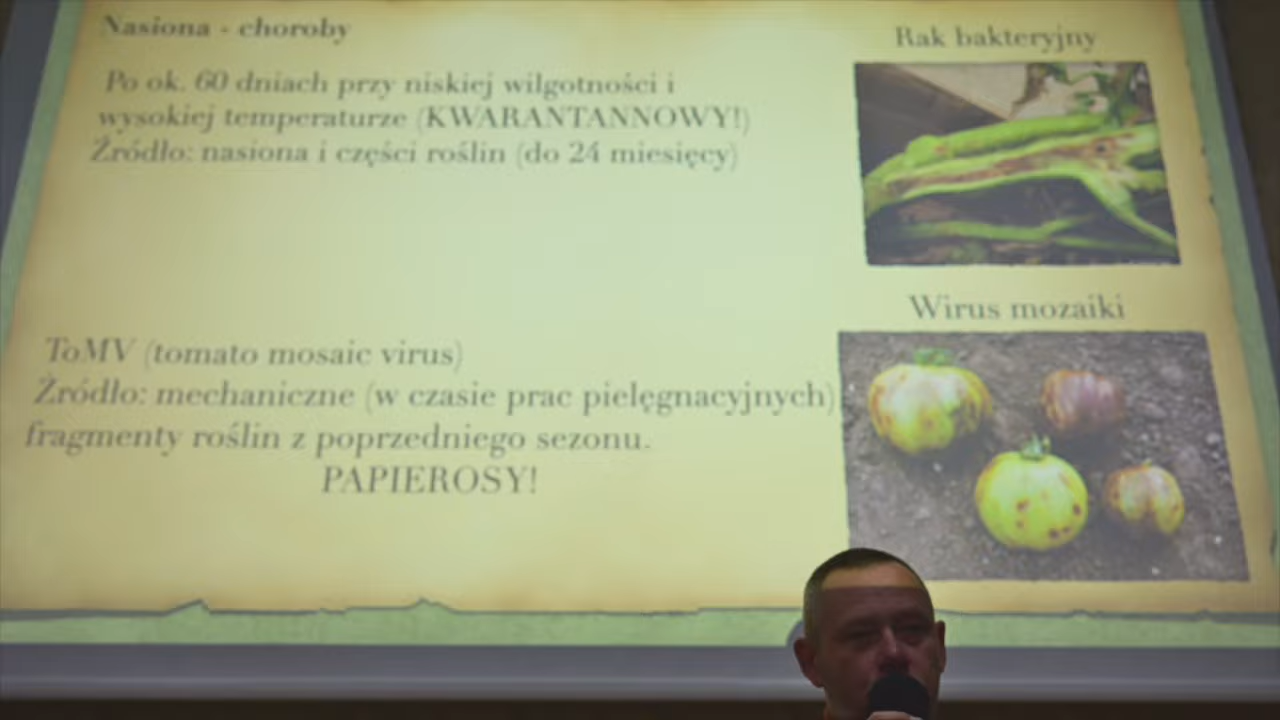 Nasiona - choroby
Rak bakteryjny
Po ok. 60 dniach przy niskiej wilgotności i
wysokiej temperaturze (KWARANTANNOWY!)
Źródło: nasiona i części roślin (do 24 miesięcy)
Wirus mozaiki
ToMV (tomato mosaic virus)
Źródło: mechaniczne (w czasie prac pielęgnacyjnych)
fragmenty roślin z poprzedniego sezonu.
PAPIEROSY!